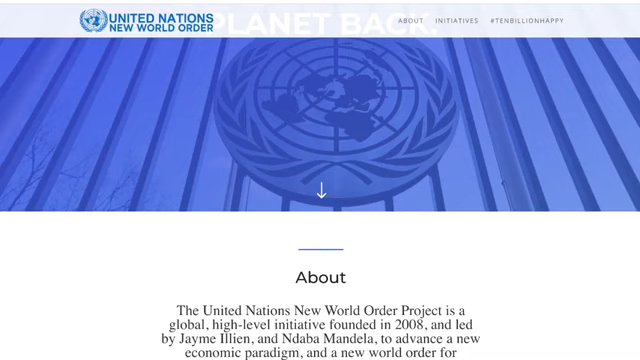 UNITED NATIONS
NEW WORLD ORDER
ABOUT INITIATIVES #TENBILLIONHAPPY
PLANET BACK.
About
The United Nations New World Order Project is a
global, high-level initiative founded in 2008, and led
by Jayme Illien, and Ndaba Mandela, to advance a new
economic paradigm, and a new world order for